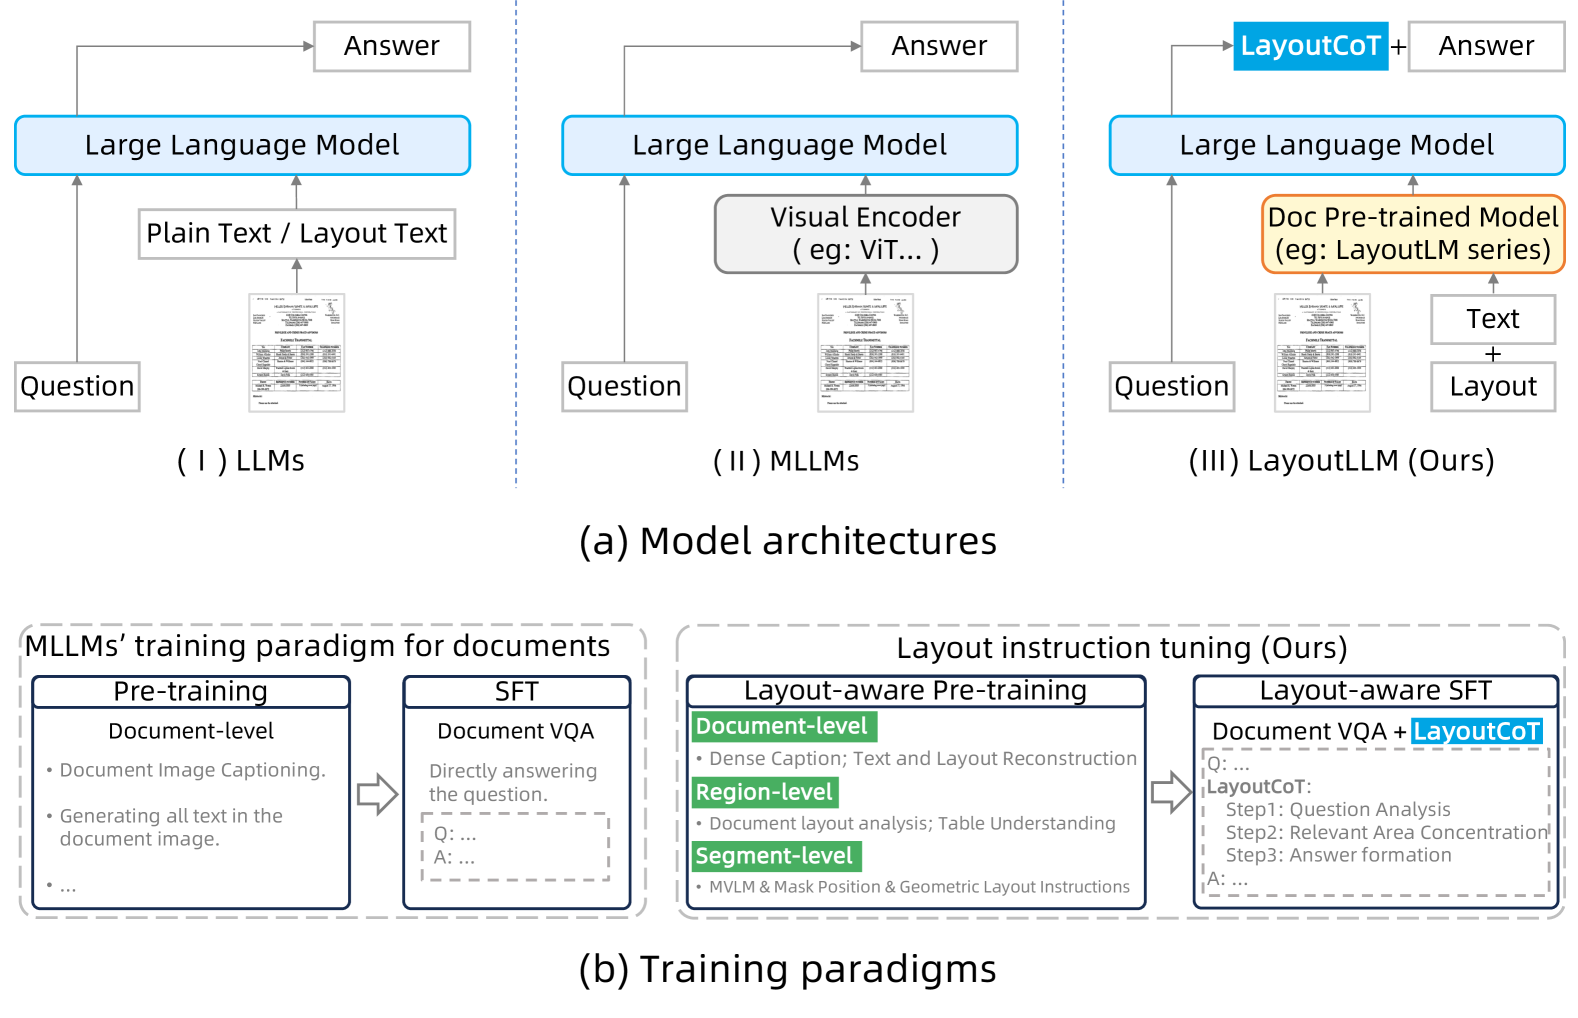 Answer
Large Language Model
Plain Text / Layout Text
Question
( I ) LLMs
Answer
Large Language Model
Visual Encoder
( eg: ViT... )
Question
( II ) MLLMs
LayoutCoT + Answer
Large Language Model
Doc Pre-trained Model
(eg: LayoutLM series)
Text
+
Question
Layout
(III) LayoutLLM (Ours)
(a) Model architectures
MLLMs’ training paradigm for documents
Pre-training
Document-level
• Document Image Captioning.
• Generating all text in the
document image.
• ...
SFT
Document VQA
Directly answering
the question.
Q: ...
A: ...
Layout instruction tuning (Ours)
Layout-aware Pre-training
Document-level
• Dense Caption; Text and Layout Reconstruction
Region-level
• Document layout analysis; Table Understanding
Segment-level
• MVLM & Mask Position & Geometric Layout Instructions
Layout-aware SFT
Document VQA + LayoutCoT
Q: ...
LayoutCoT:
Step1: Question Analysis
Step2: Relevant Area Concentration
Step3: Answer formation
A: ...
(b) Training paradigms